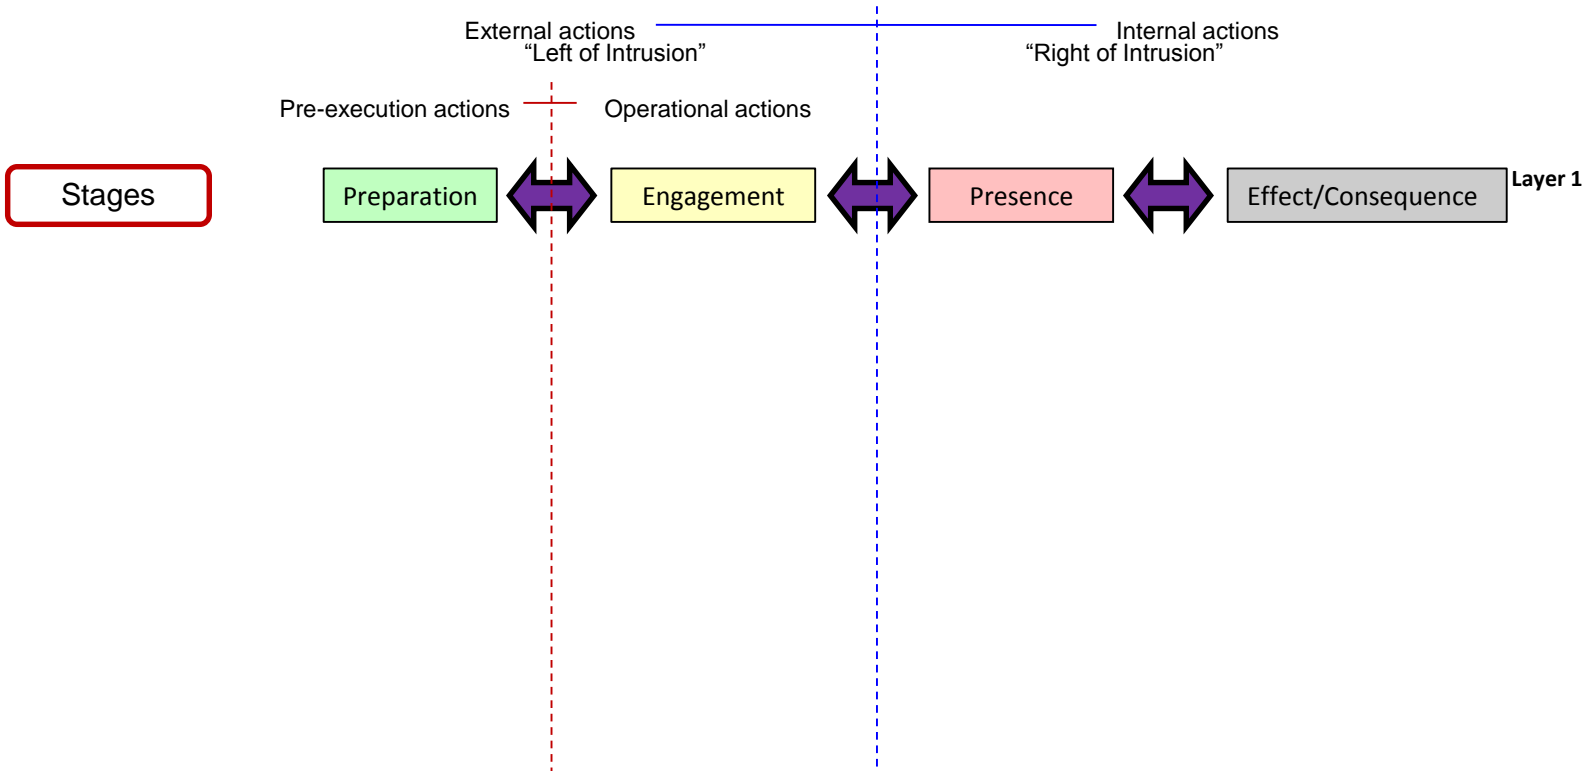 External actions
“Left of Intrusion”
Internal actions
“Right of Intrusion”
Pre-execution actions
Operational actions
Stages
Preparation
Engagement
Presence
Effect/Consequence
Layer 1